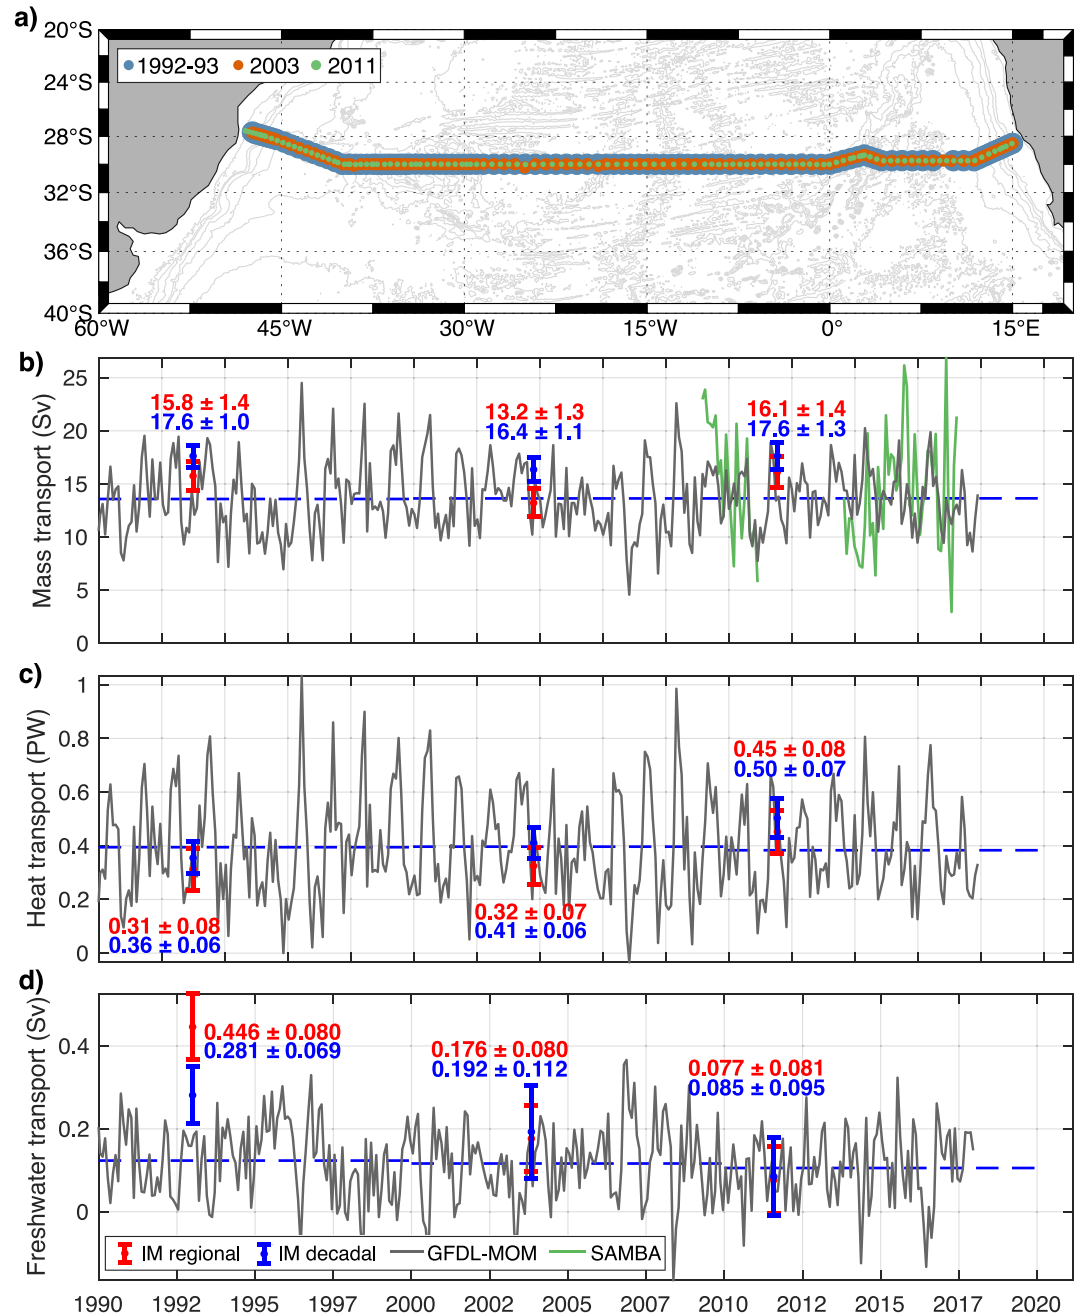 a)
20°S
24°S
28°S
32°S
36°S
40°S
1992-93 2003 2011
60°W 45°W 30°W 15°W 0° 15°E
b)
Mass transport (Sv)
25
20
15
10
5
0
15.8 ± 1.4
17.6 ± 1.0
13.2 ± 1.3
16.4 ± 1.1
16.1 ± 1.4
17.6 ± 1.3
c)
Heat transport (PW)
1
0.8
0.6
0.4
0.2
0
0.31 ± 0.08
0.36 ± 0.06
0.32 ± 0.07
0.41 ± 0.06
0.45 ± 0.08
0.50 ± 0.07
d)
Freshwater transport (Sv)
0.4
0.2
0
0.446 ± 0.080
0.281 ± 0.069
0.176 ± 0.080
0.192 ± 0.112
0.077 ± 0.081
0.085 ± 0.095
IM regional IM decadal GFDL-MOM SAMBA
1990 1992 1995 1997 2000 2002 2005 2007 2010 2012 2015 2017 2020